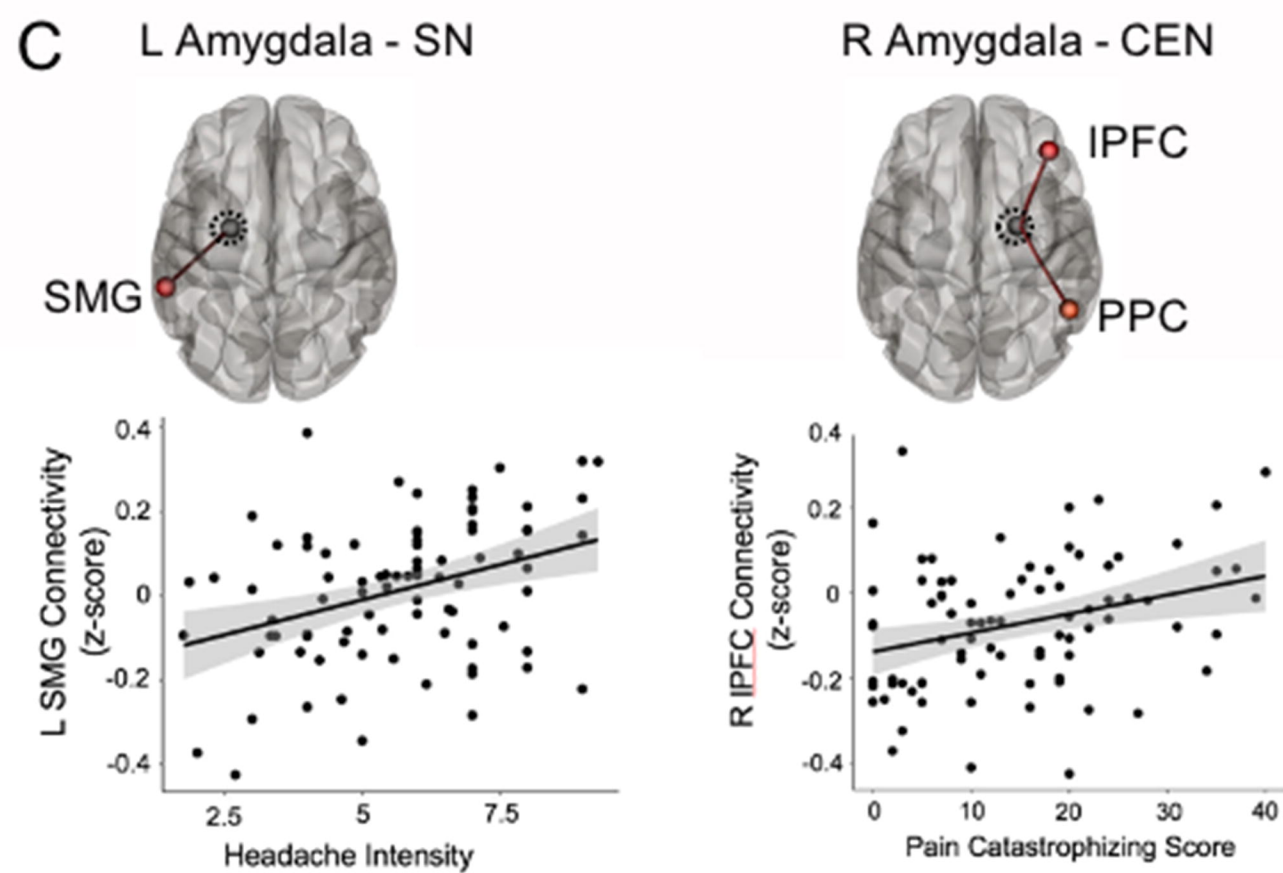 C
L Amygdala - SN
SMG
L SMG Connectivity
(z-score)
0.4
0.2
0
-0.2
-0.4
2.5 5 7.5
Headache Intensity
R Amygdala - CEN
lPFC
PPC
R lPFC Connectivity
(z-score)
0.4
0.2
0
-0.2
-0.4
0 10 20 30 40
Pain Catastrophizing Score